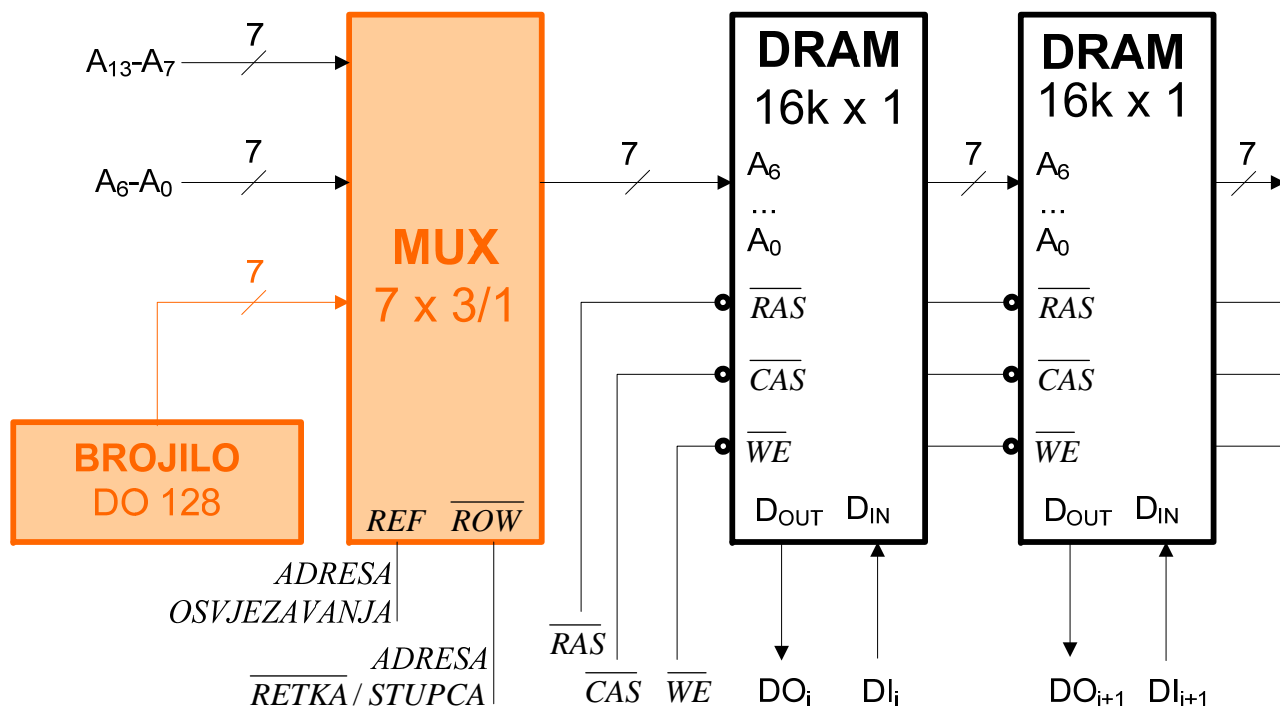 A13-A7
7
A6-A0
7
7
BROJILO
DO 128
MUX
7 x 3/1
REF
ROW
ADRESA
OSVJEZAVANJA
ADRESA
RETKA / STUPCA
7
DRAM
16k x 1
A6
...
A0
RAS
CAS
WE
DOUT
DIN
RAS
CAS
WE
DOi
DIi
7
DRAM
16k x 1
A6
...
A0
RAS
CAS
WE
DOUT
DIN
DOi+1
DIi+1
7